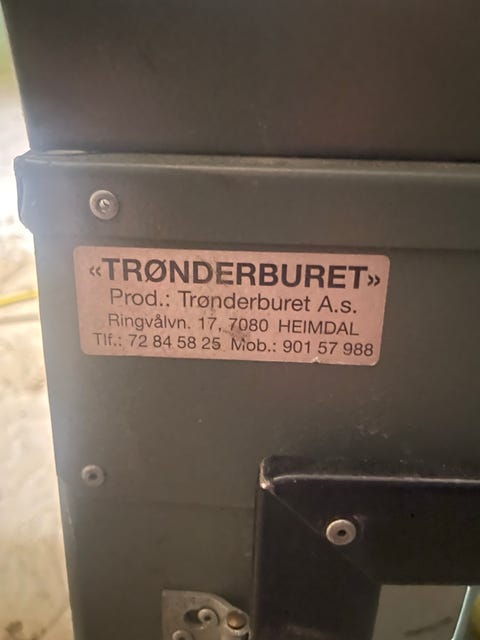 «TRØNDERBURET»
Prod.: Trønderburet A.s.
Ringvålvn. 17, 7080 HEIMDAL
Tlf.: 72 84 58 25 Mob.: 901 57 988